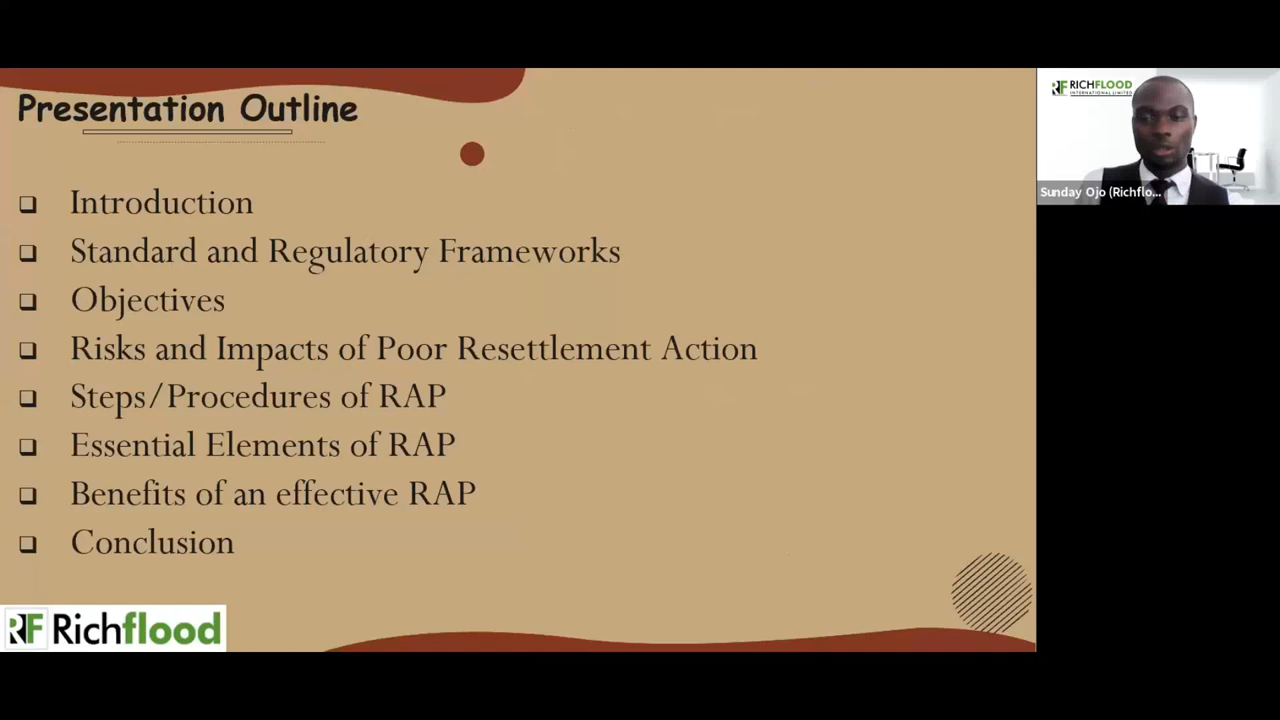 Presentation Outline
Introduction
Standard and Regulatory Frameworks
Objectives
Risks and Impacts of Poor Resettlement Action
Steps/Procedures of RAP
Essential Elements of RAP
Benefits of an effective RAP
Conclusion
RF Richflood
RF RICHFLOOD
INTERNATIONAL LIMITED
Sunday Ojo (Richflo...